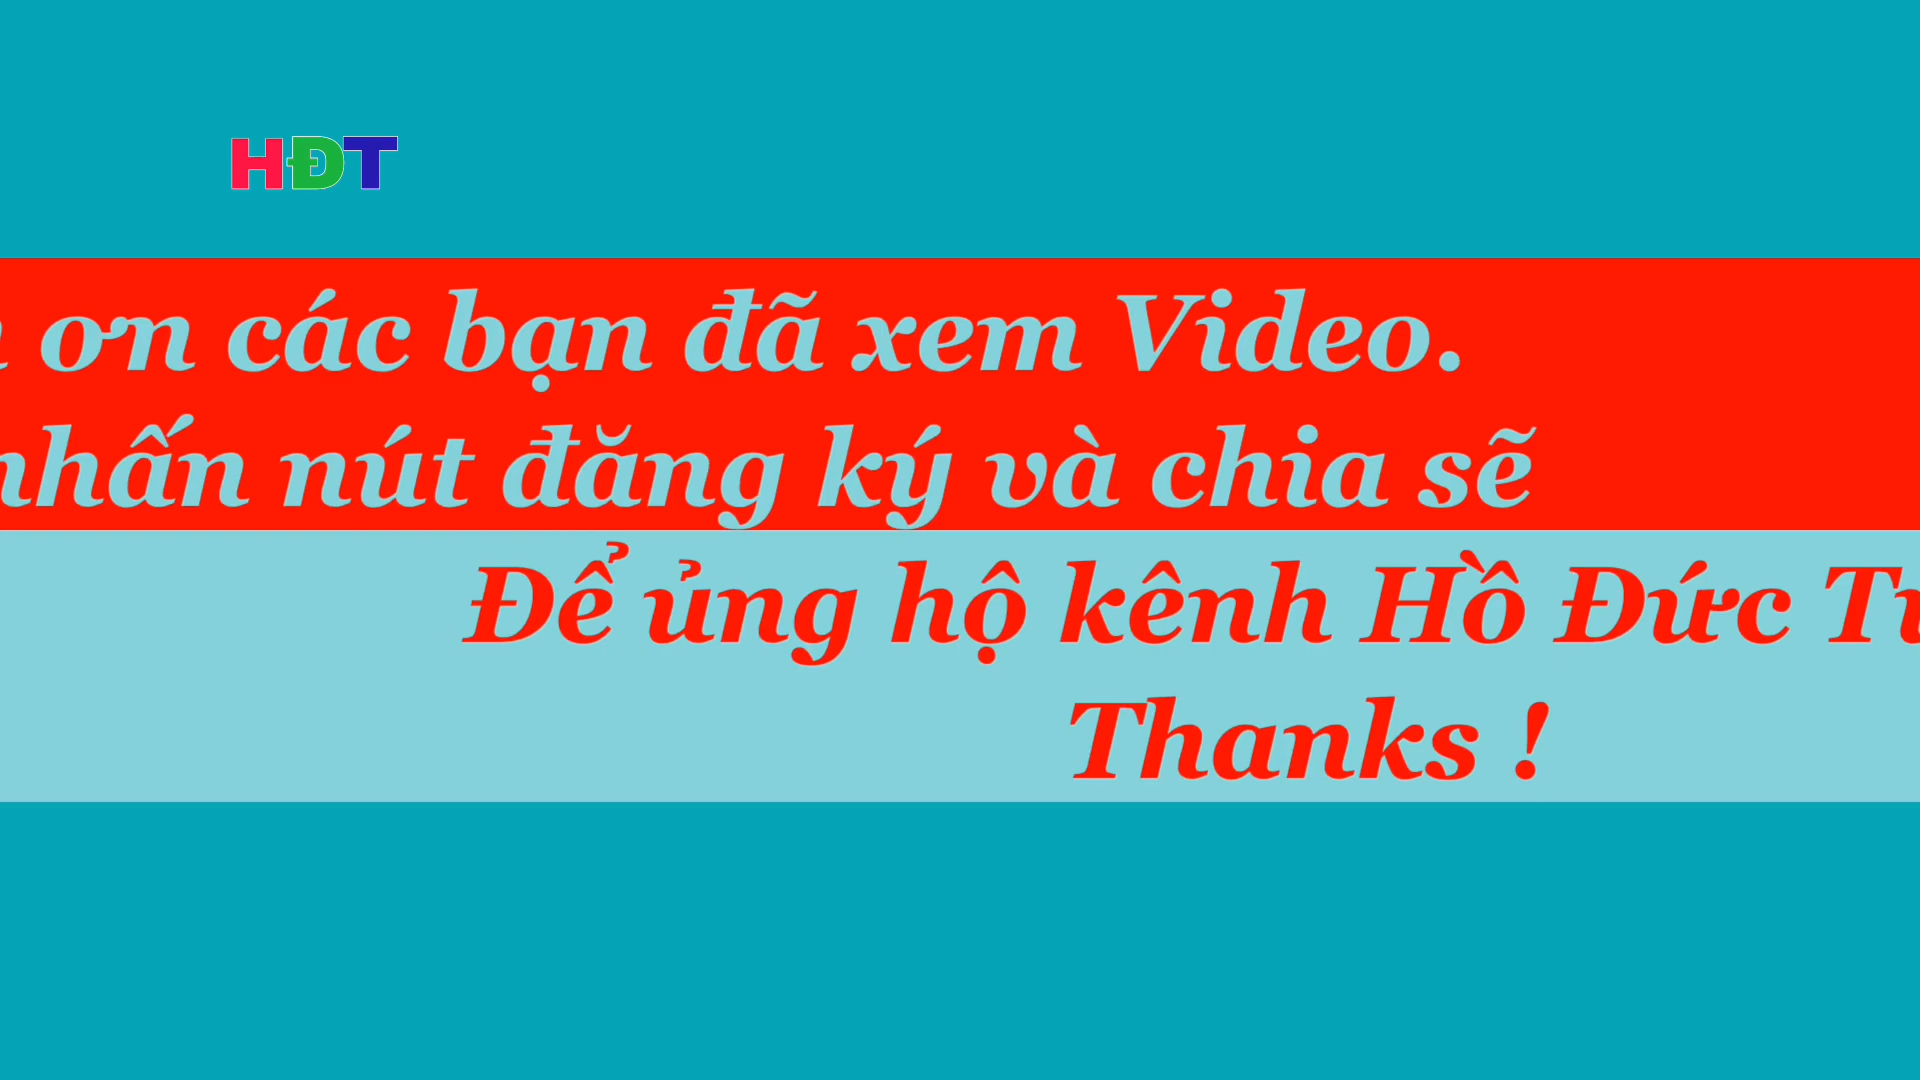 HĐT
ơn các bạn đã xem Video.
nhấn nút đăng ký và chia sẽ
Để ủng hộ kênh Hồ Đức
Thanks !